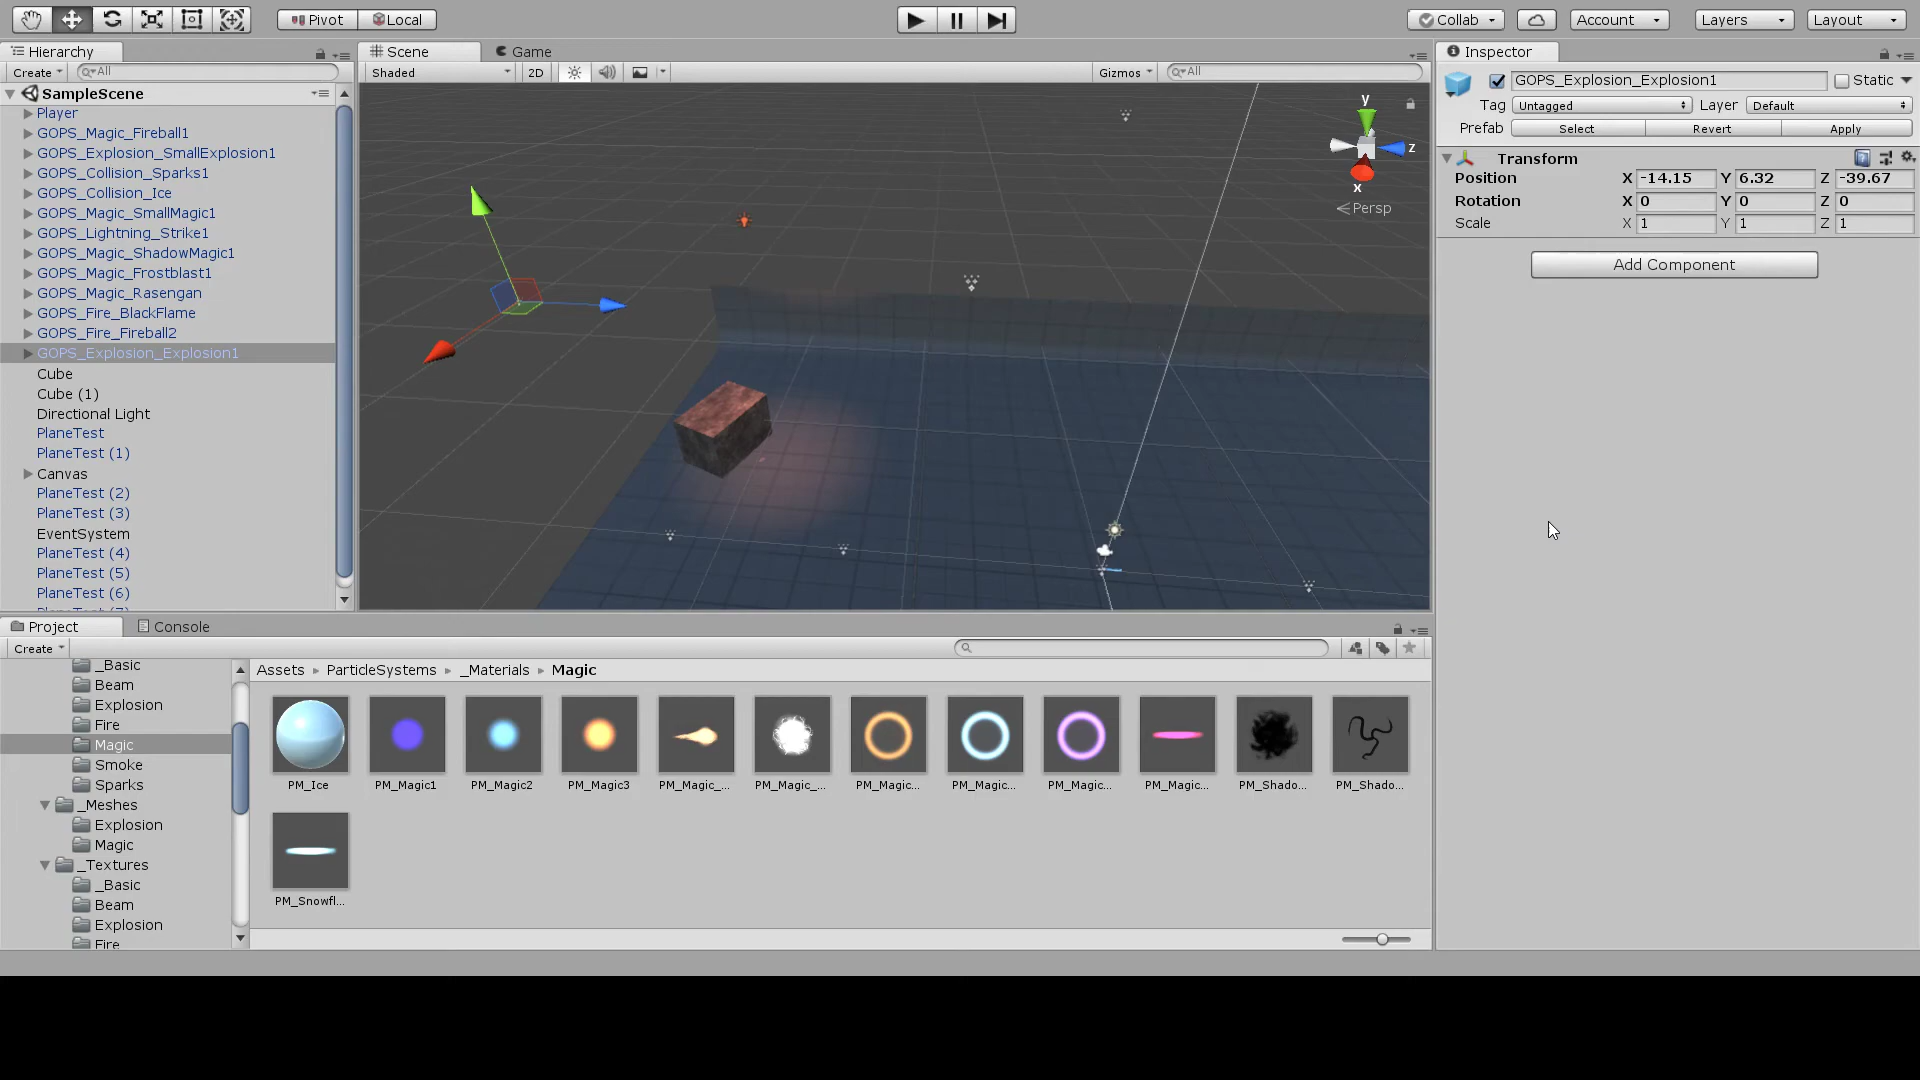 Pivot Local Collab Account Layers Layout
Hierarchy
Create All
SampleScene
Player
GOPS_Magic_Fireball1
GOPS_Explosion_SmallExplosion1
GOPS_Collision_Sparks1
GOPS_Collision_Ice
GOPS_Magic_SmallMagic1
GOPS_Lightning_Strike1
GOPS_Magic_ShadowMagic1
GOPS_Magic_Frostblast1
GOPS_Magic_Rasengan
GOPS_Fire_BlackFlame
GOPS_Fire_Fireball2
GOPS_Explosion_Explosion1
Cube
Cube (1)
Directional Light
PlaneTest
PlaneTest (1)
Canvas
PlaneTest (2)
PlaneTest (3)
EventSystem
PlaneTest (4)
PlaneTest (5)
PlaneTest (6)
Scene Game
Shaded 2D Gizmos All
y
z
x
Persp
Inspector
GOPS_Explosion_Explosion1 Static
Tag Untagged Layer Default
Prefab Select Revert Apply
Transform
Position X -14.15 Y 6.32 Z -39.67
Rotation X 0 Y 0 Z 0
Scale X 1 Y 1 Z 1
Add Component
Project Console
Create
_Basic
Beam
Explosion
Fire
Magic
Smoke
Sparks
_Meshes
Explosion
Magic
_Textures
_Basic
Beam
Explosion
Fire
Assets ParticleSystems _Materials Magic
PM_Ice PM_Magic1 PM_Magic2 PM_Magic3 PM_Magic_... PM_Magic_... PM_Magic... PM_Magic... PM_Magic... PM_Magic... PM_Shado... PM_Shado...
PM_Snowfl...